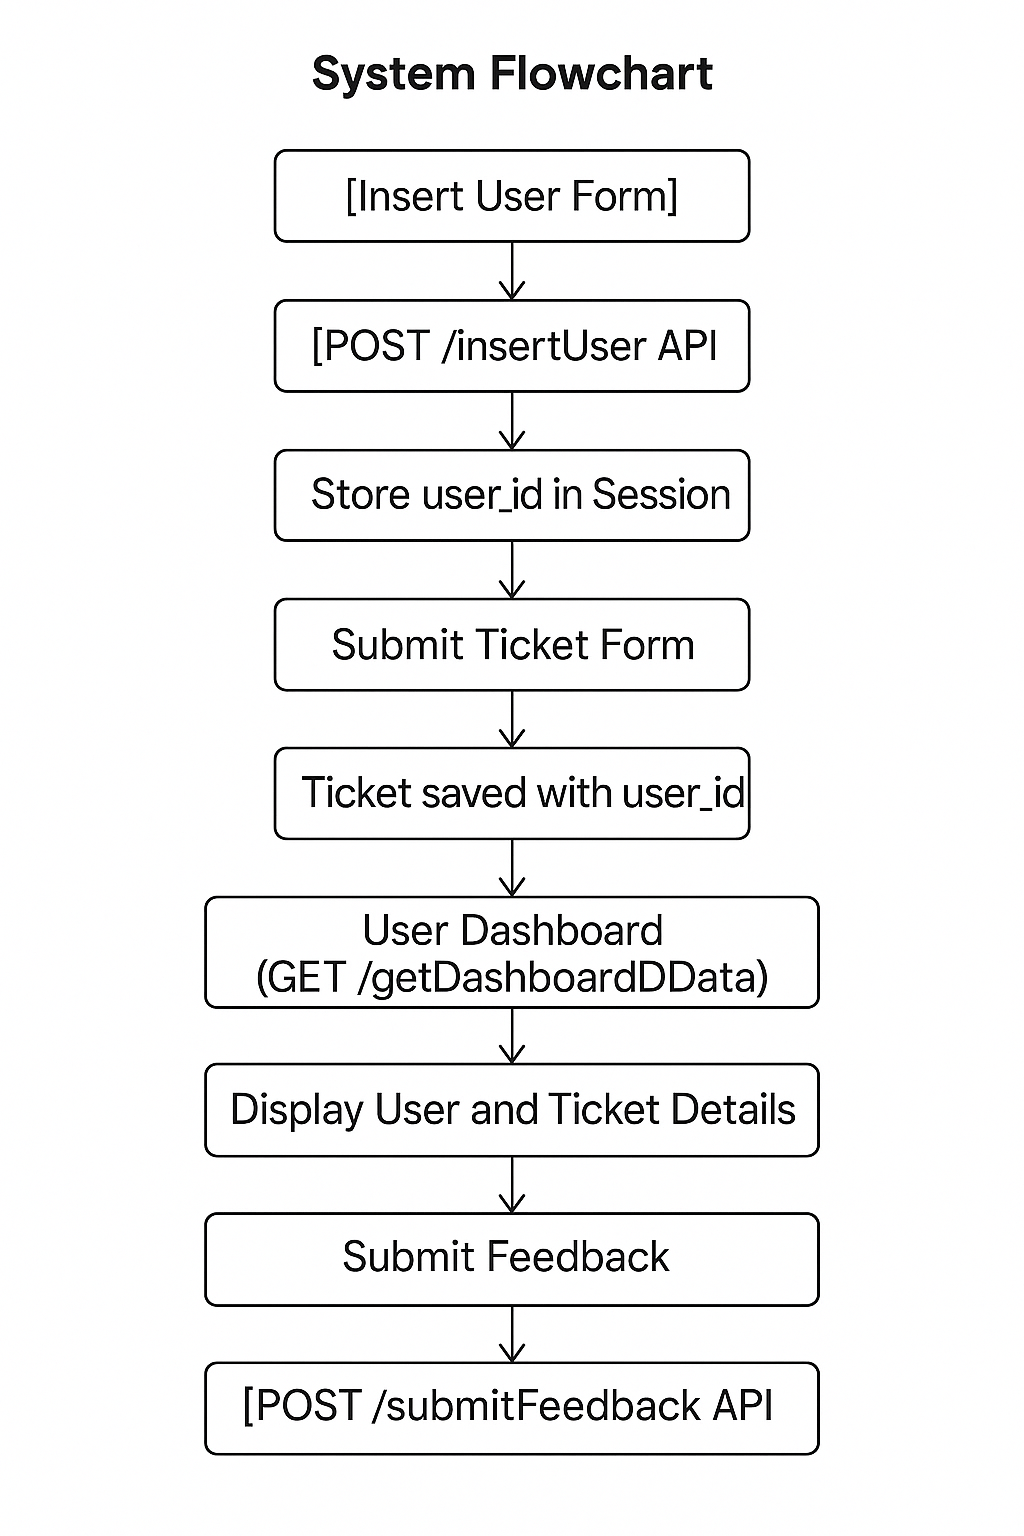 System Flowchart
[Insert User Form]
[POST /insertUser API
Store user_id in Session
Submit Ticket Form
Ticket saved with user_id
User Dashboard
(GET /getDashboardDData)
Display User and Ticket Details
Submit Feedback
[POST /submitFeedback API